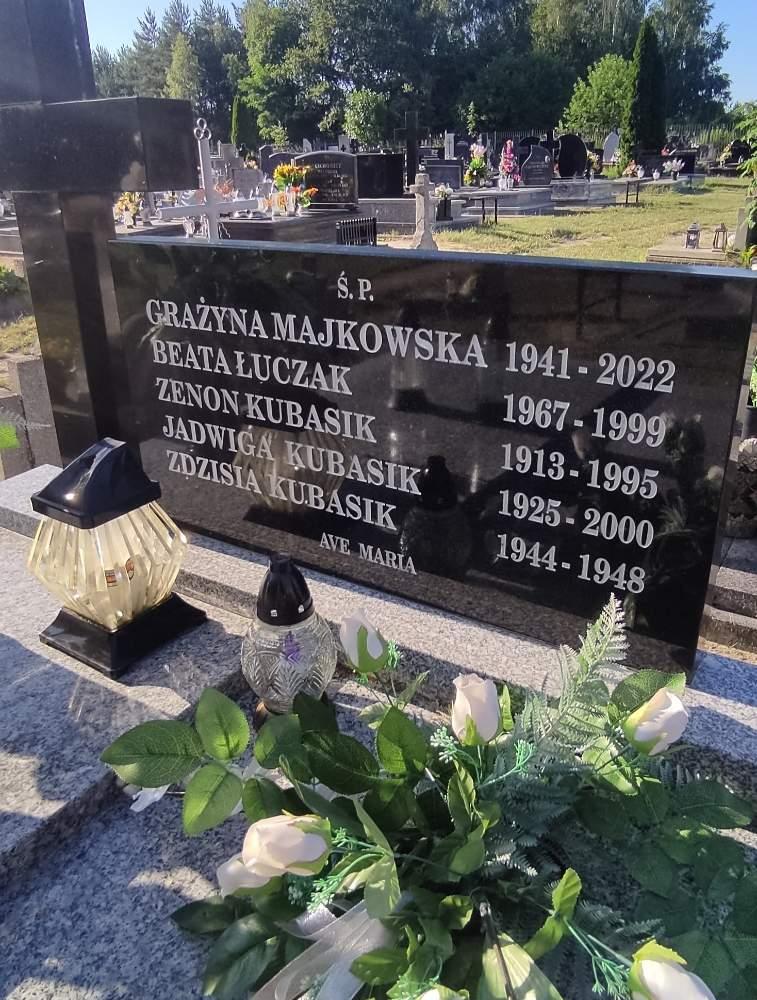 Ś. P.
GRAŻYNA MAJKOWSKA 1941 - 2022
BEATA ŁUCZAK 1967 - 1999
ZENON KUBASIK 1913 - 1995
JADWIGA KUBASIK 1925 - 2000
ZDZISIA KUBASIK 1944 - 1948
AVE MARIA